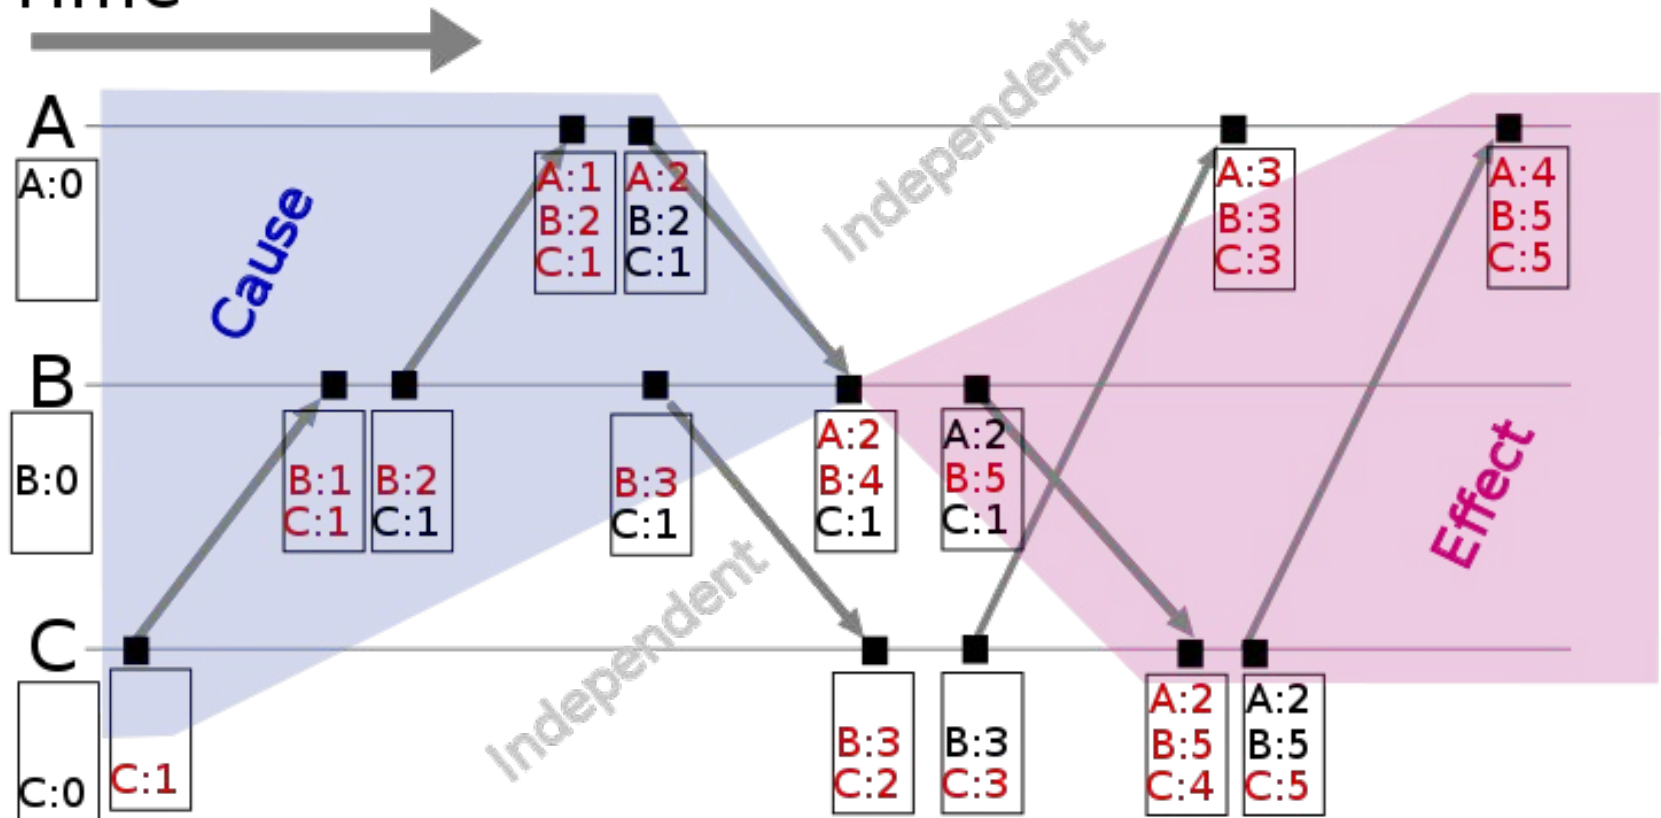 Time
Independent
A
A:0
Cause
A:1
B:2
C:1
A:2
B:2
C:1
A:3
B:3
C:3
A:4
B:5
C:5
B
B:0
B:1
C:1
B:2
C:1
B:3
C:1
A:2
B:4
C:1
A:2
B:5
C:1
Effect
Independent
C
C:0
C:1
B:3
C:2
B:3
C:3
A:2
B:5
C:4
A:2
B:5
C:5